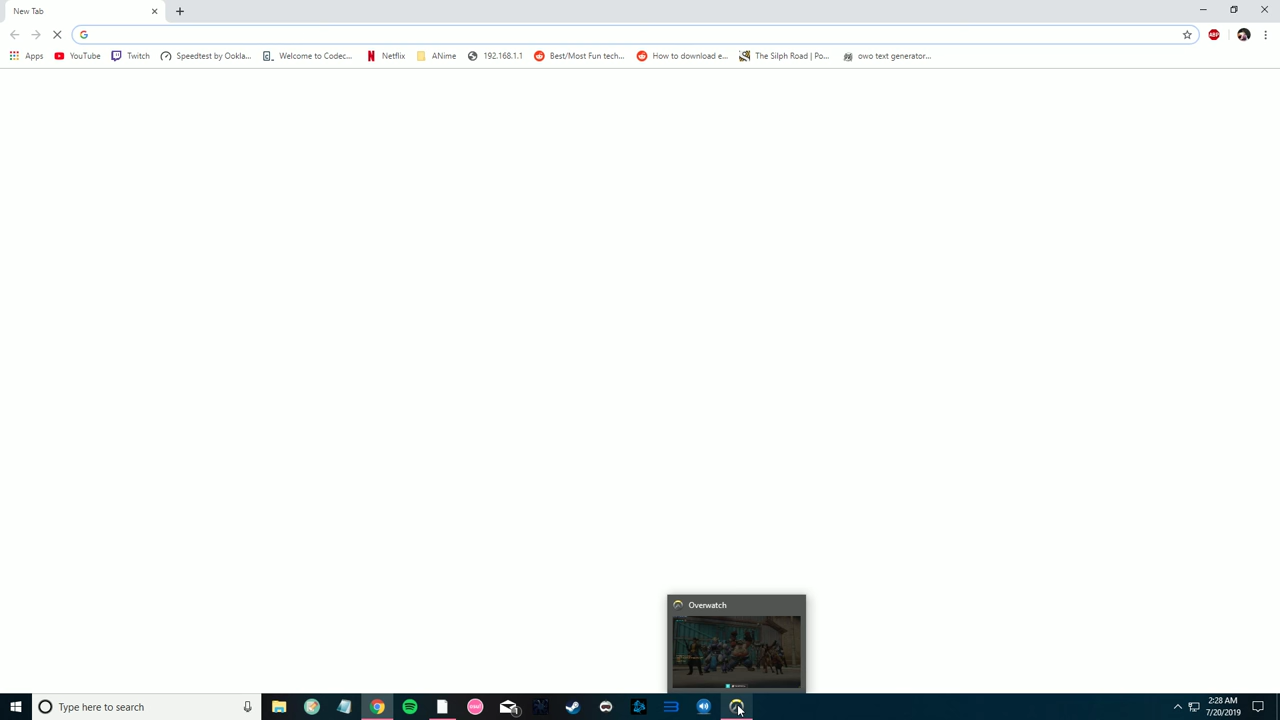 New Tab
Apps YouTube Twitch Speedtest by Ookla... Welcome to Codec... Netflix ANime 192.168.1.1 Best/Most Fun tech... How to download e... The Silph Road | Po... owo text generator...
Overwatch
Type here to search
2:28 AM
7/20/2019